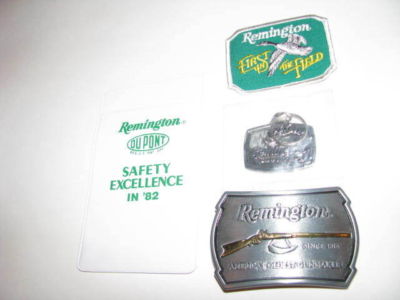 Remington
FIRST IN THE FIELD
Remington
DU PONT
SAFETY
EXCELLENCE
IN '82
Remington
SINCE 1816
AMERICA'S OLDEST GUNMAKER